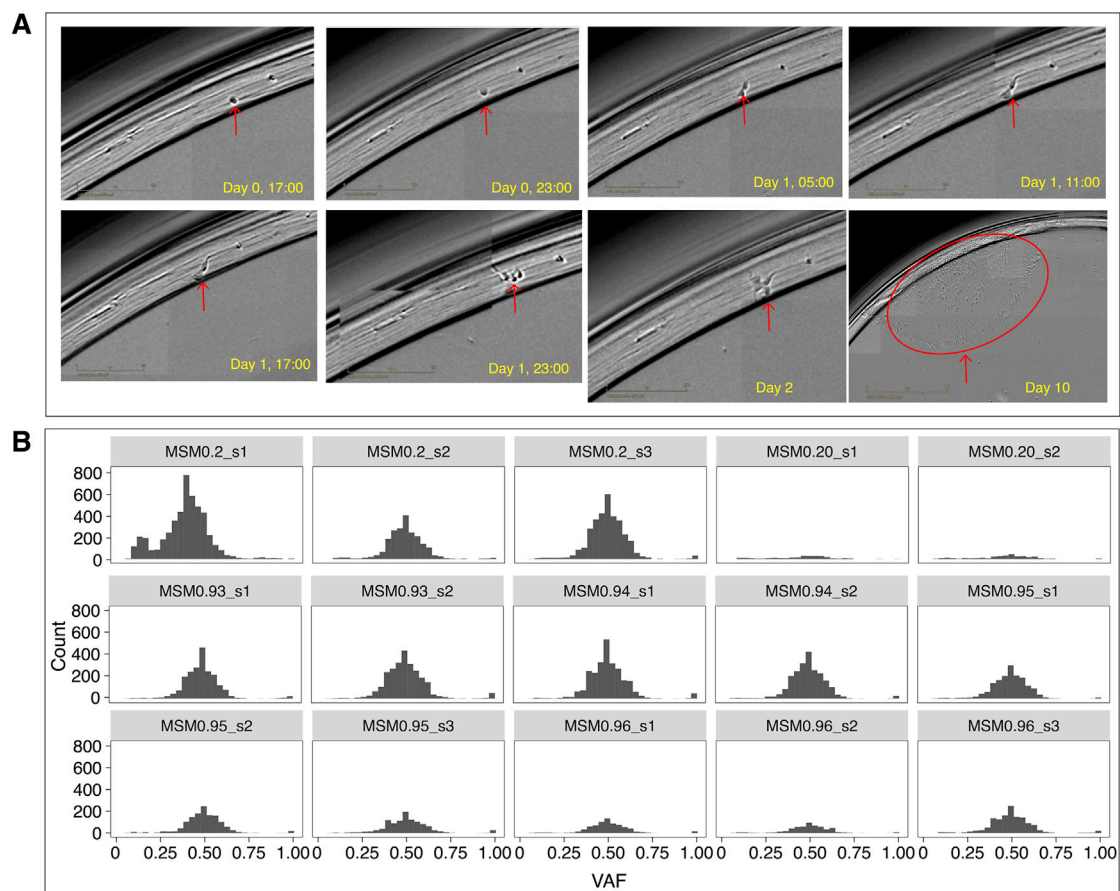 A
Day 0, 17:00
Day 0, 23:00
Day 1, 05:00
Day 1, 11:00
Day 1, 17:00
Day 1, 23:00
Day 2
Day 10
B
MSM0.2_s1 MSM0.2_s2 MSM0.2_s3 MSM0.20_s1 MSM0.20_s2
800
600
400
200
0
MSM0.93_s1 MSM0.93_s2 MSM0.94_s1 MSM0.94_s2 MSM0.95_s1
800
600
400
200
0
Count
MSM0.95_s2 MSM0.95_s3 MSM0.96_s1 MSM0.96_s2 MSM0.96_s3
800
600
400
200
0
0 0.25 0.50 0.75 1.00 0 0.25 0.50 0.75 1.00 0 0.25 0.50 0.75 1.00 0 0.25 0.50 0.75 1.00 0 0.25 0.50 0.75 1.00
VAF